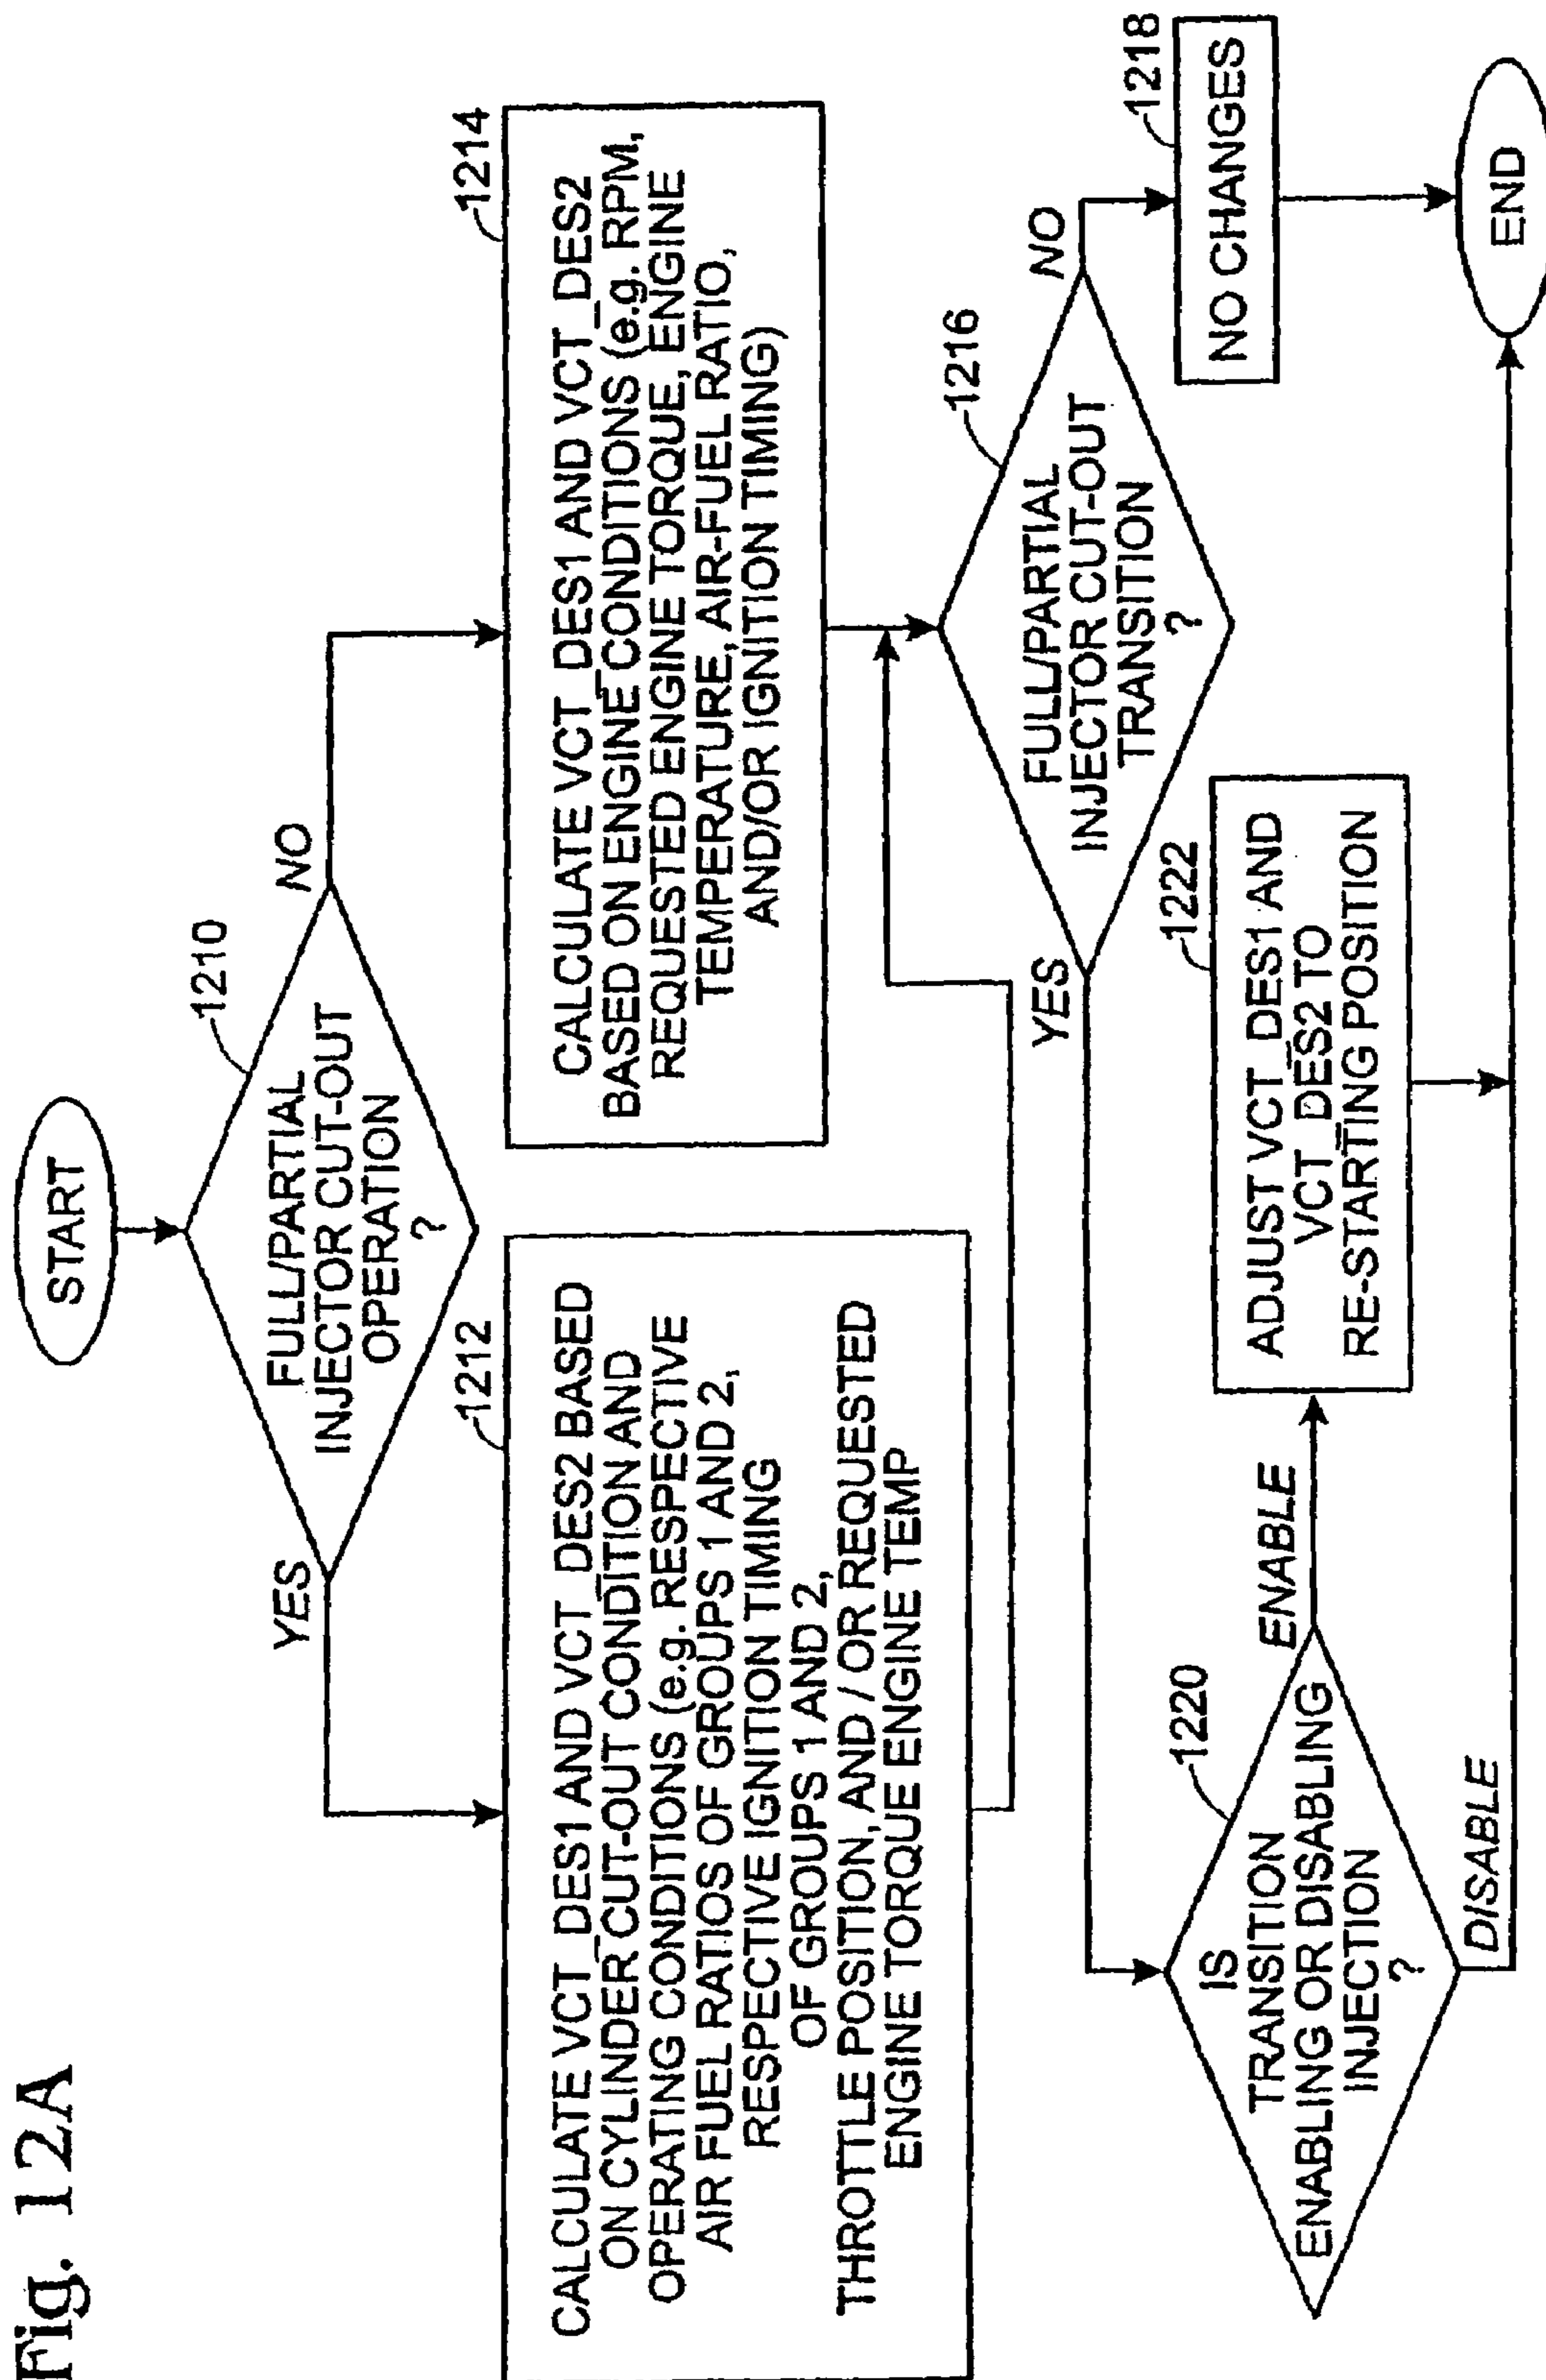 Fig. 12A
START
1210
FULL/PARTIAL
INJECTOR CUT-OUT
OPERATION
?
YES
NO
1212
CALCULATE VCT_DES1 AND VCT_DES2 BASED
ON CYLINDER CUT-OUT CONDITION AND
OPERATING CONDITIONS (e.g. RESPECTIVE
AIR FUEL RATIOS OF GROUPS 1 AND 2,
RESPECTIVE IGNITION TIMING
OF GROUPS 1 AND 2,
THROTTLE POSITION, AND / OR REQUESTED
ENGINE TORQUE ENGINE TEMP
1214
CALCULATE VCT_DES1 AND VCT_DES2
BASED ON ENGINE CONDITIONS (e.g. RPM,
REQUESTED ENGINE TORQUE, ENGINE
TEMPERATURE, AIR-FUEL RATIO,
AND/OR IGNITION TIMING)
1216
FULL/PARTIAL
INJECTOR CUT-OUT
TRANSITION
?
YES
NO
1218
NO CHANGES
1220
IS
TRANSITION
ENABLING OR DISABLING
INJECTION
?
ENABLE
DISABLE
1222
ADJUST VCT_DES1 AND
VCT_DES2 TO
RE-STARTING POSITION
END